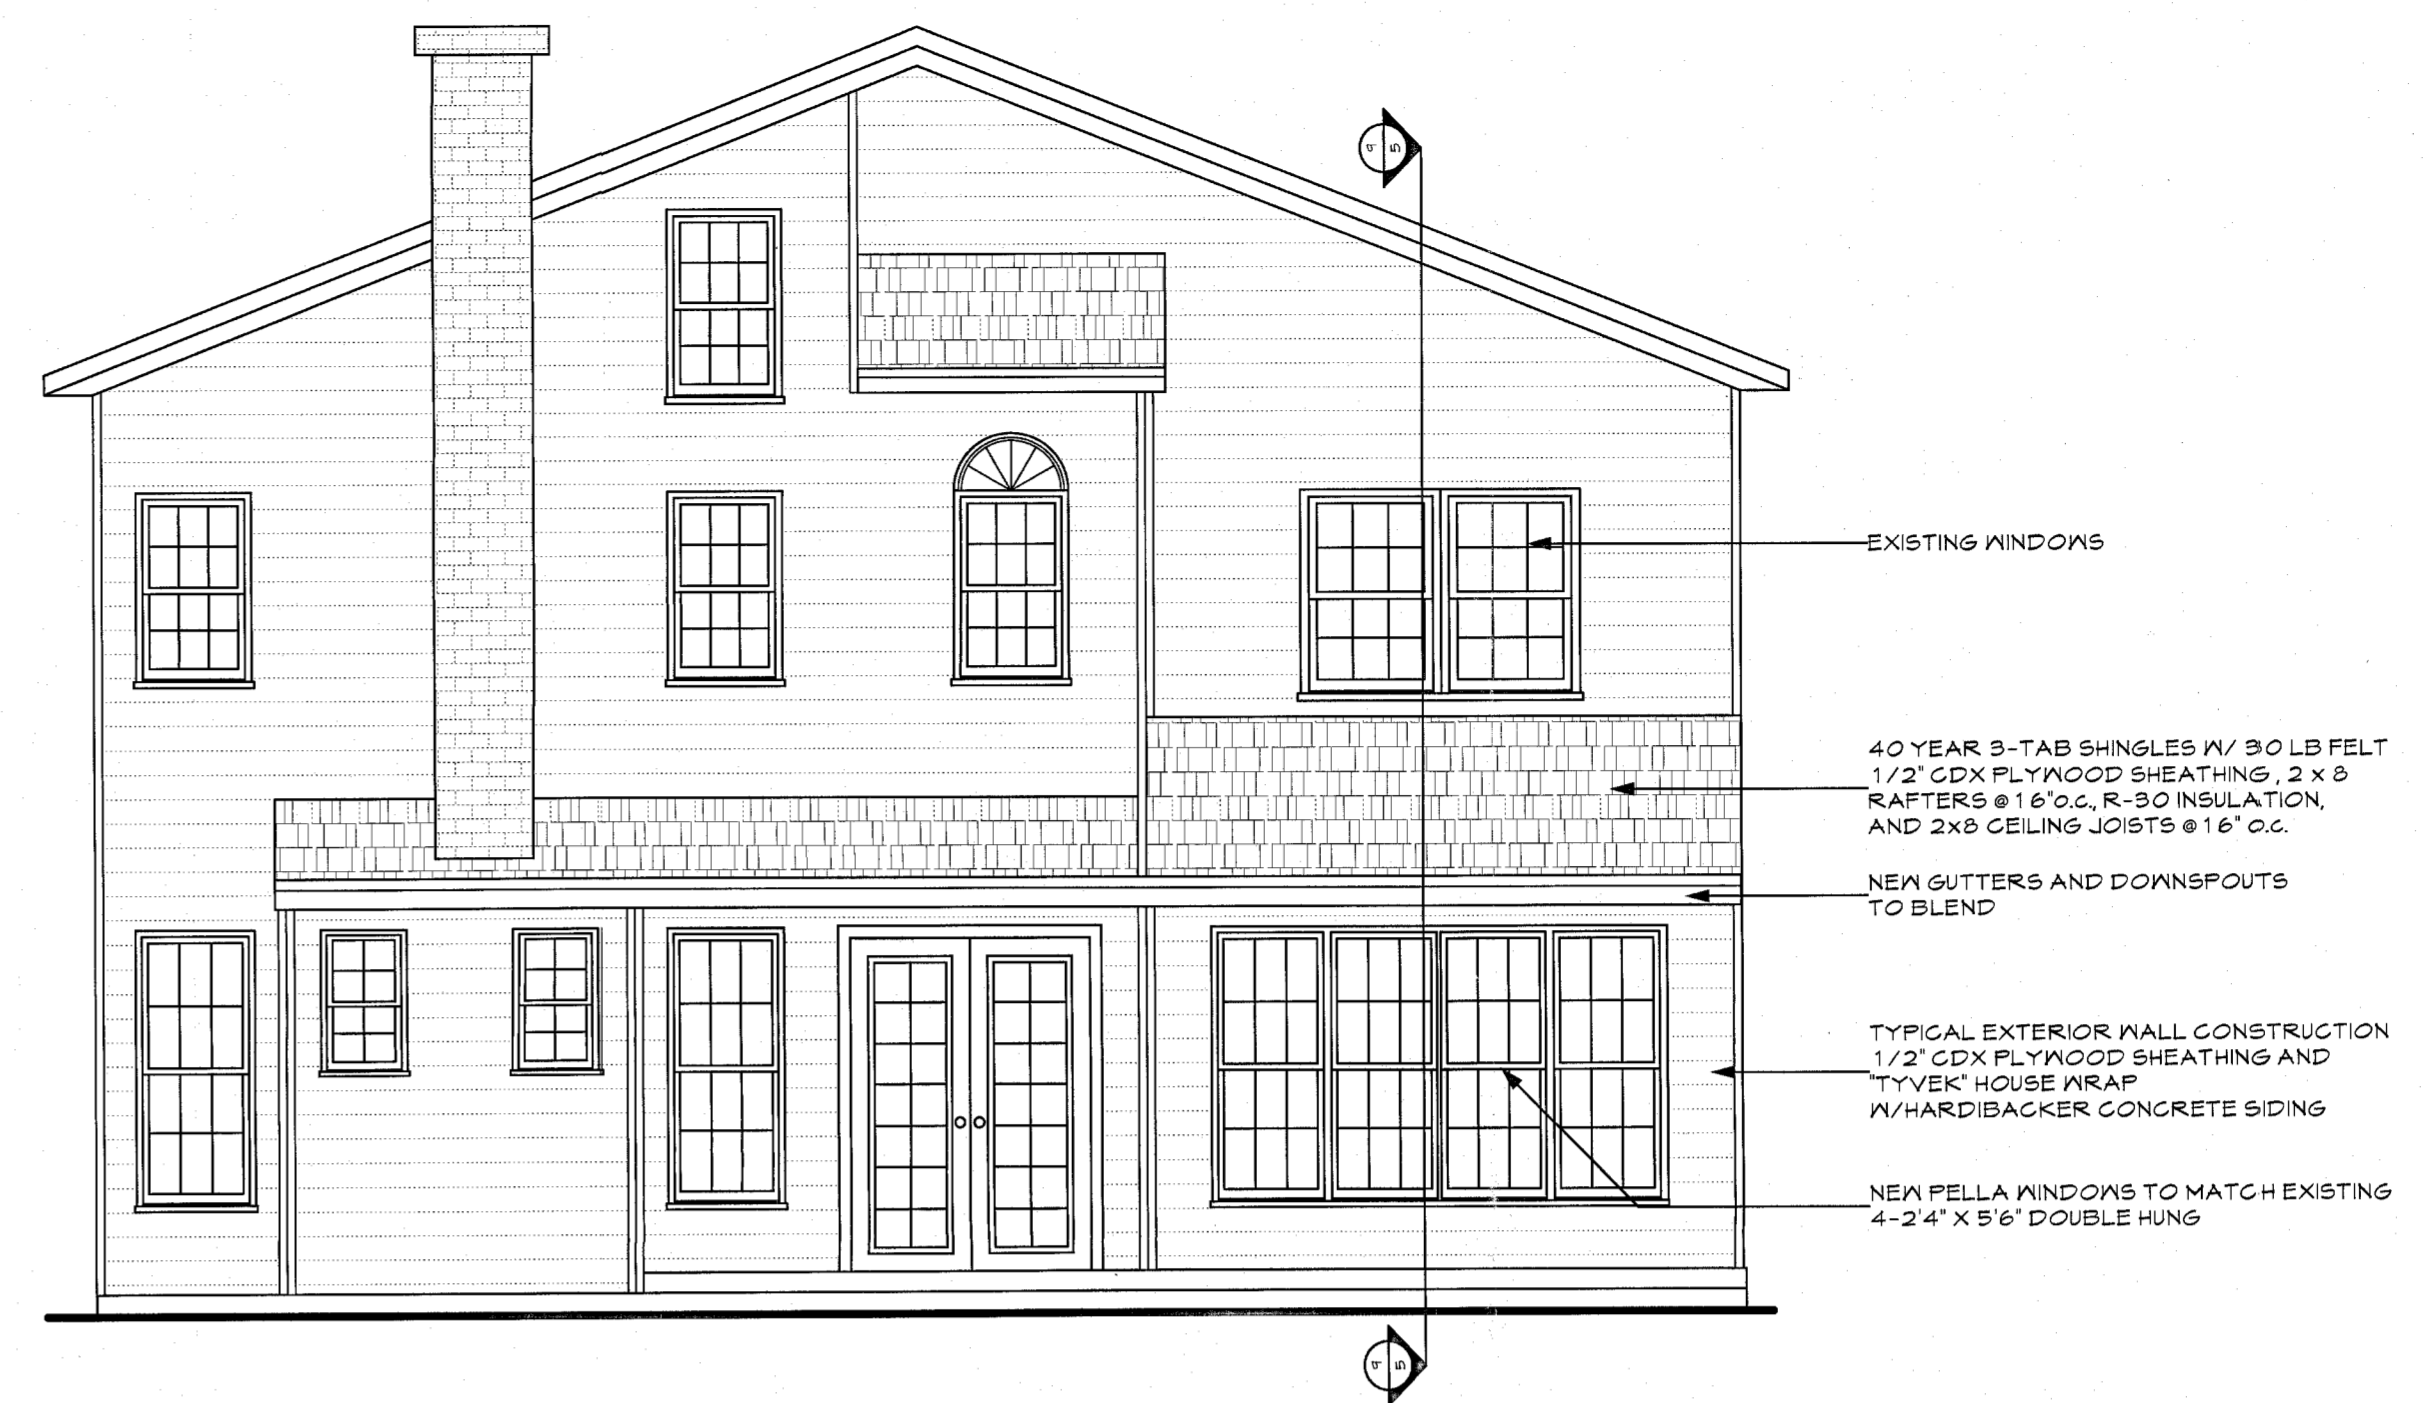 EXISTING WINDOWS
40 YEAR 3-TAB SHINGLES W/ 30 LB FELT
1/2" CDX PLYWOOD SHEATHING, 2 x 8
RAFTERS @ 16"O.C., R-30 INSULATION,
AND 2x8 CEILING JOISTS @ 16" O.C.
NEW GUTTERS AND DOWNSPOUTS
TO BLEND
TYPICAL EXTERIOR WALL CONSTRUCTION
1/2" CDX PLYWOOD SHEATHING AND
"TYVEK" HOUSE WRAP
W/HARDIBACKER CONCRETE SIDING
NEW PELLA WINDOWS TO MATCH EXISTING
4-2'4" X 5'6" DOUBLE HUNG